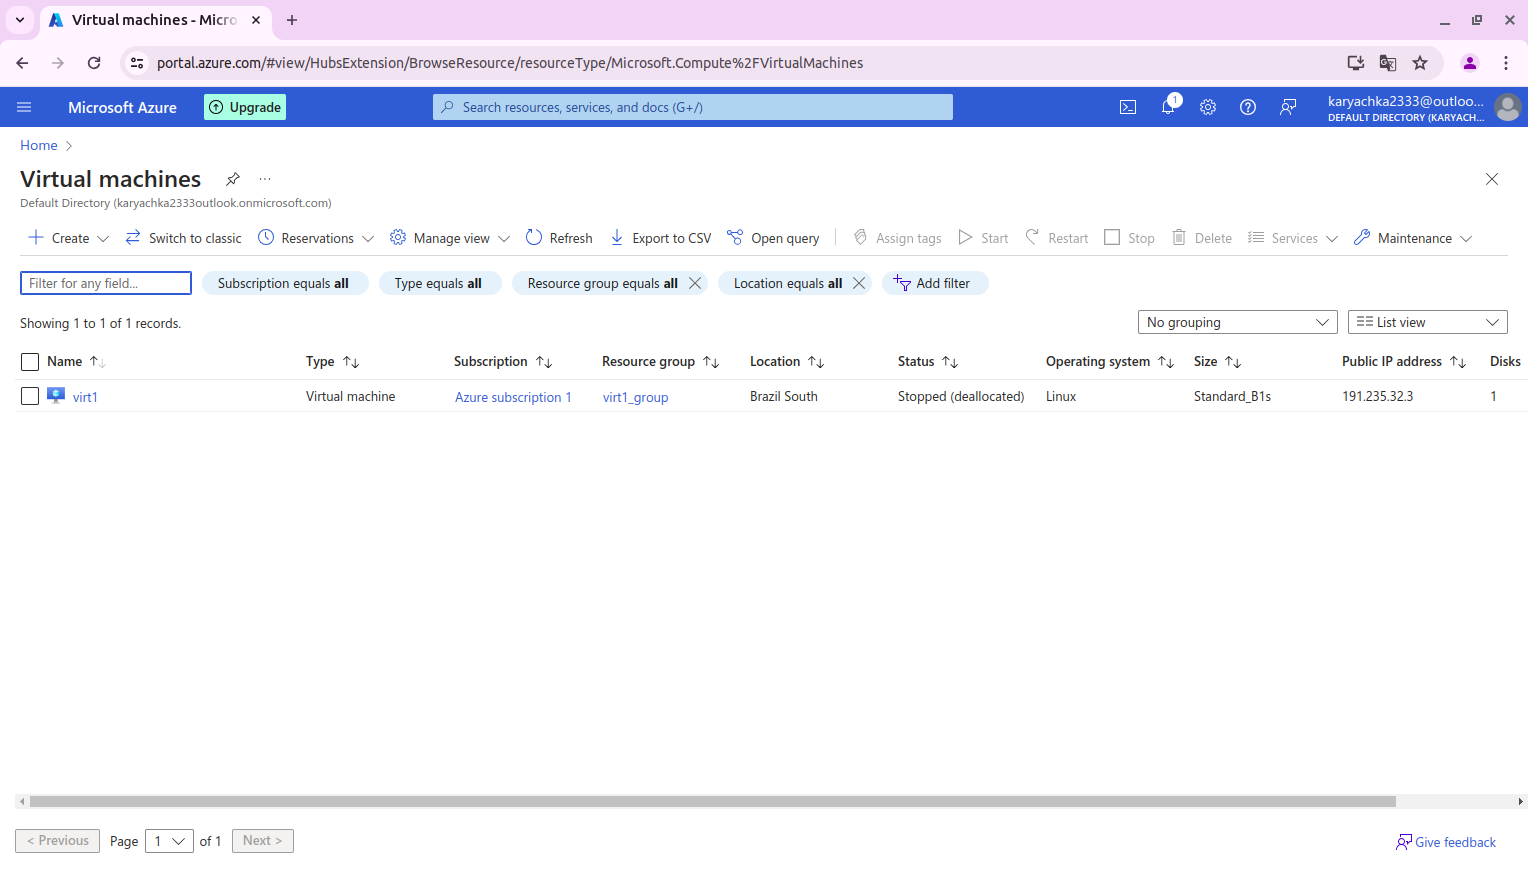 Virtual machines - Micro
portal.azure.com/#view/HubsExtension/BrowseResource/resourceType/Microsoft.Compute%2FVirtualMachines
Microsoft Azure
Upgrade
Search resources, services, and docs (G+/)
1
karyachka2333@outloo...
DEFAULT DIRECTORY (KARYACH...
Home
Virtual machines
Default Directory (karyachka2333outlook.onmicrosoft.com)
Create Switch to classic Reservations Manage view Refresh Export to CSV Open query Assign tags Start Restart Stop Delete Services Maintenance
Filter for any field... Subscription equals all Type equals all Resource group equals all Location equals all Add filter
Showing 1 to 1 of 1 records.
No grouping List view
Name Type Subscription Resource group Location Status Operating system Size Public IP address Disks
virt1 Virtual machine Azure subscription 1 virt1_group Brazil South Stopped (deallocated) Linux Standard_B1s 191.235.32.3 1
< Previous Page 1 of 1 Next >
Give feedback